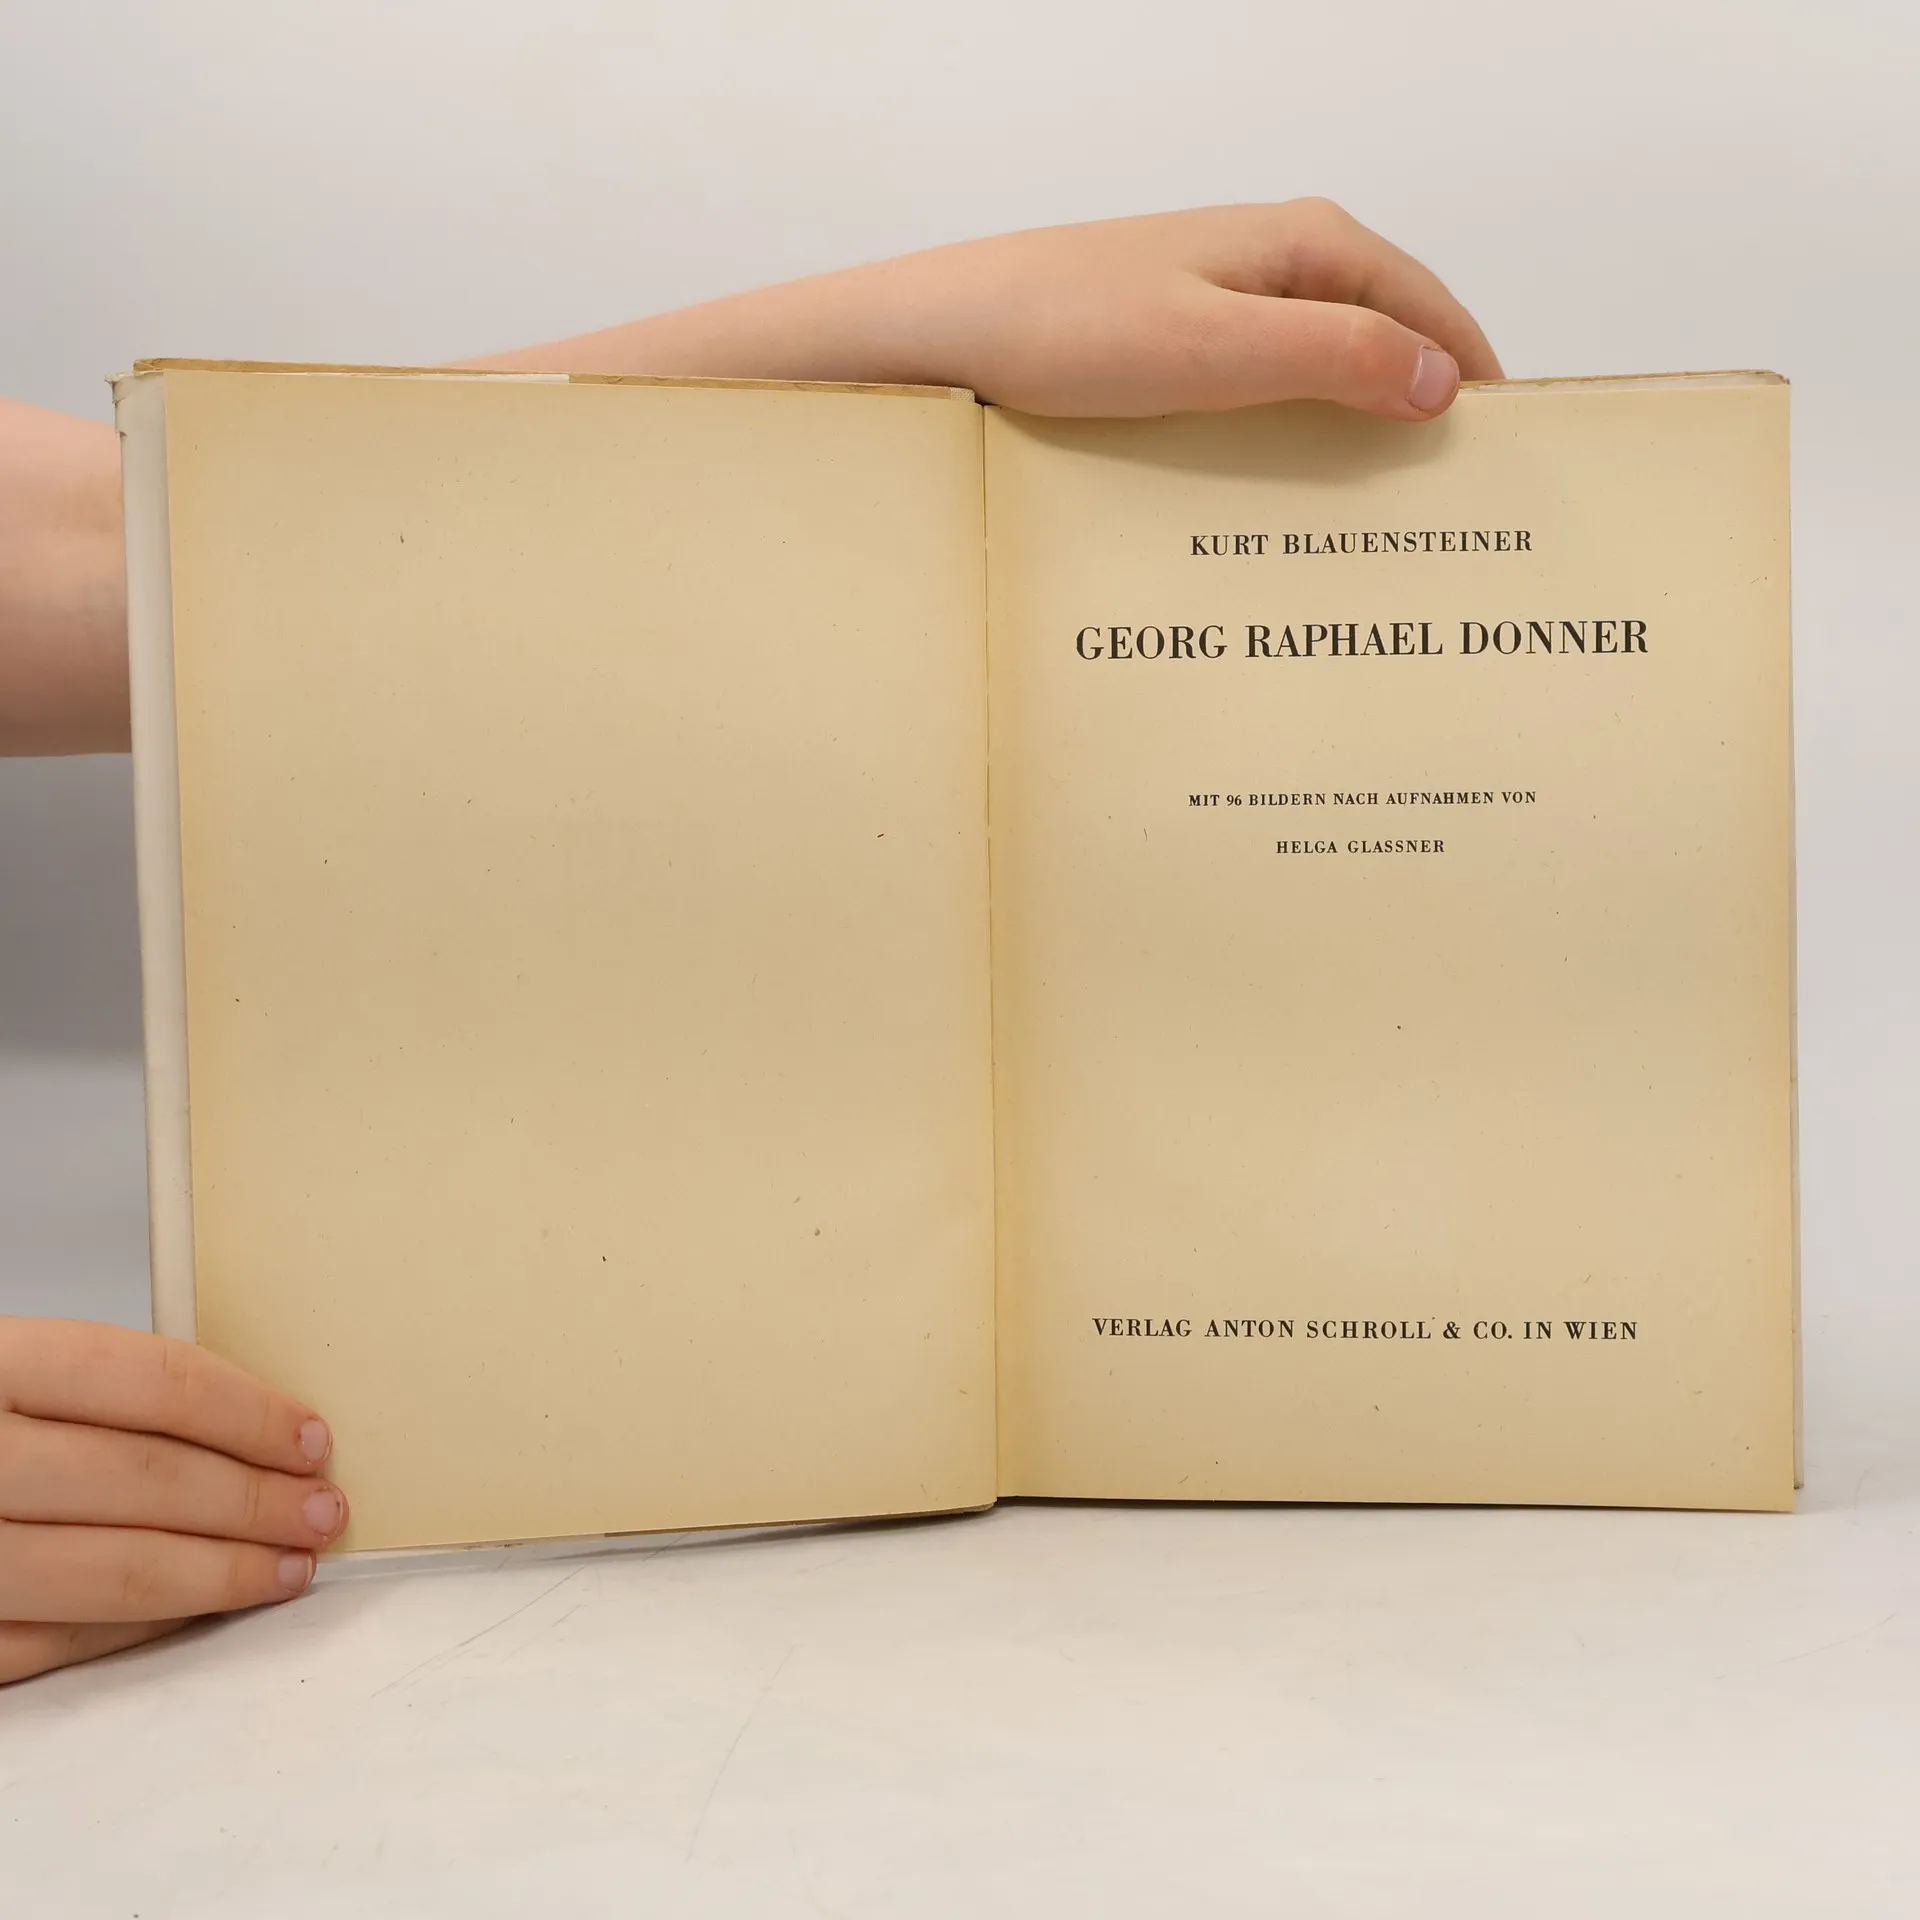 KURT BLAUENSTEINER
GEORG RAPHAEL DONNER
MIT 96 BILDERN NACH AUFNAHMEN VON
HELGA GLASSNER
VERLAG ANTON SCHROLL & CO. IN WIEN